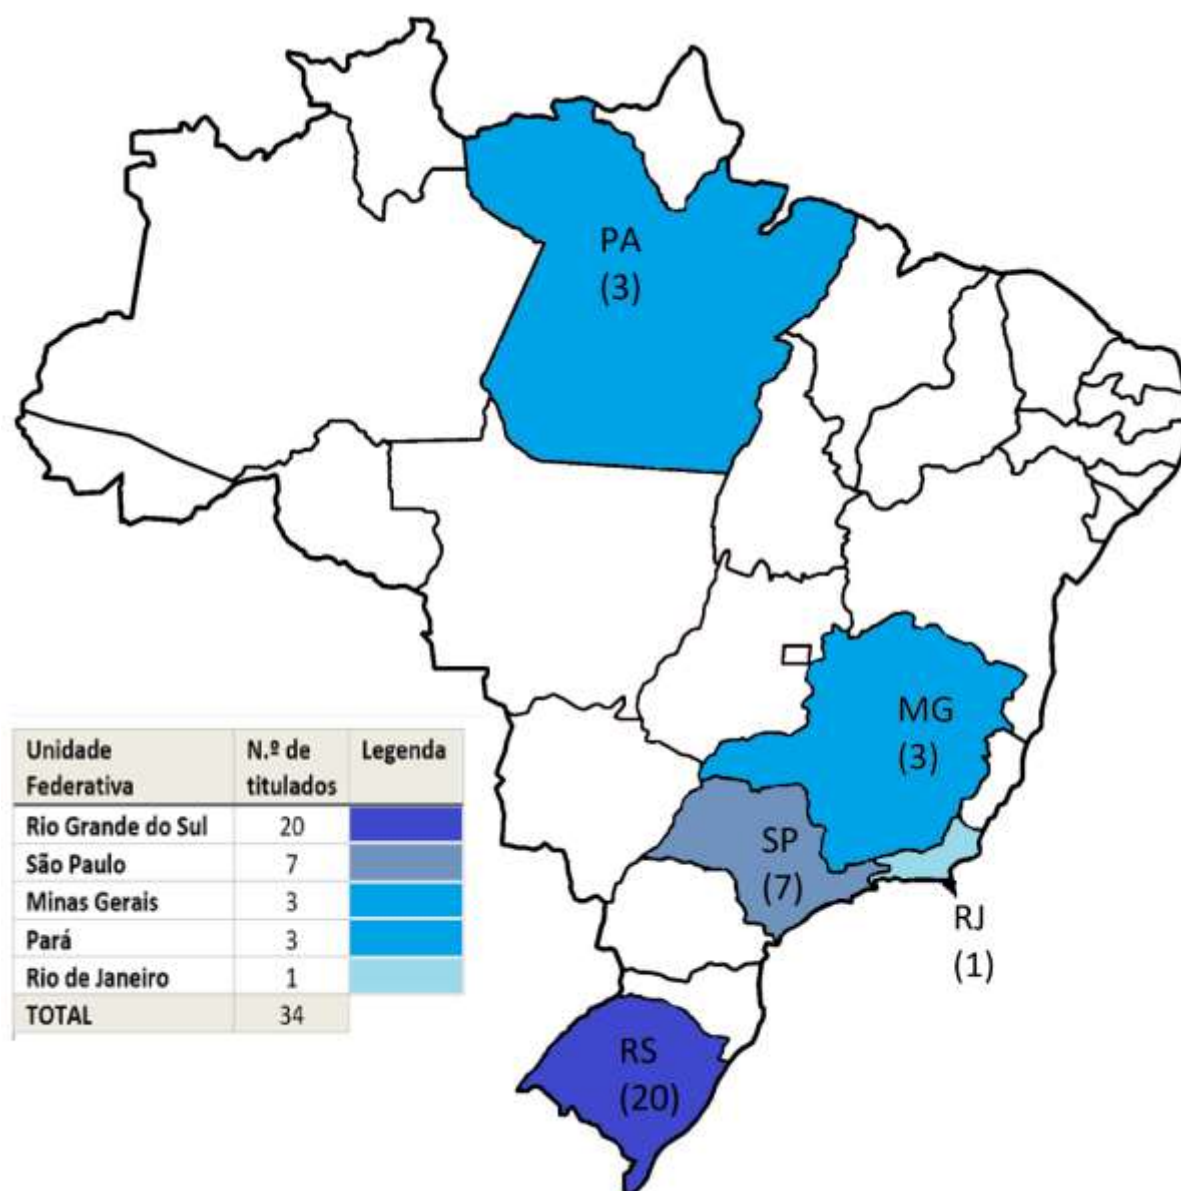 PA
(3)
MG
(3)
SP
(7)
RJ
(1)
RS
(20)
Unidade Federativa N.º de titulados Legenda
Rio Grande do Sul 20
São Paulo 7
Minas Gerais 3
Pará 3
Rio de Janeiro 1
TOTAL 34